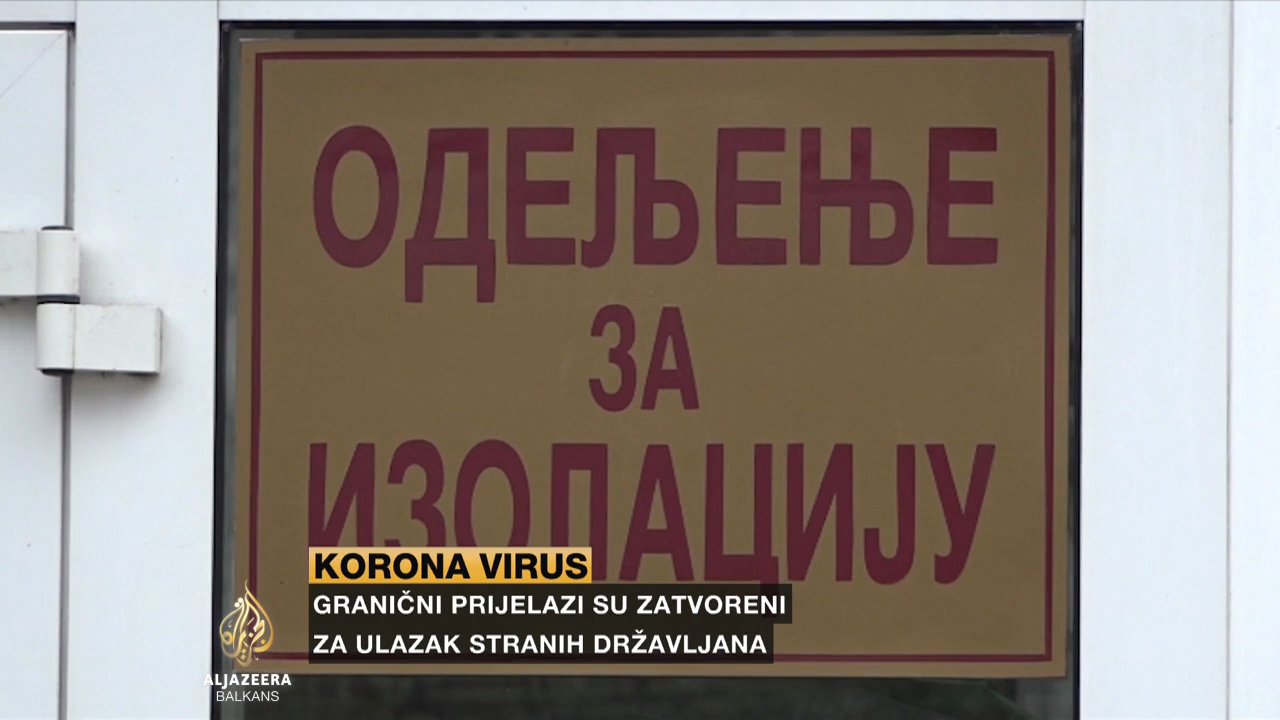 ОДЕЉЕЊЕ
ЗА
ИЗОЛАЦИЈУ
KORONA VIRUS
GRANIČNI PRIJELAZI SU ZATVORENI
ZA ULAZAK STRANIH DRŽAVLJANA
ALJAZEERA
BALKANS